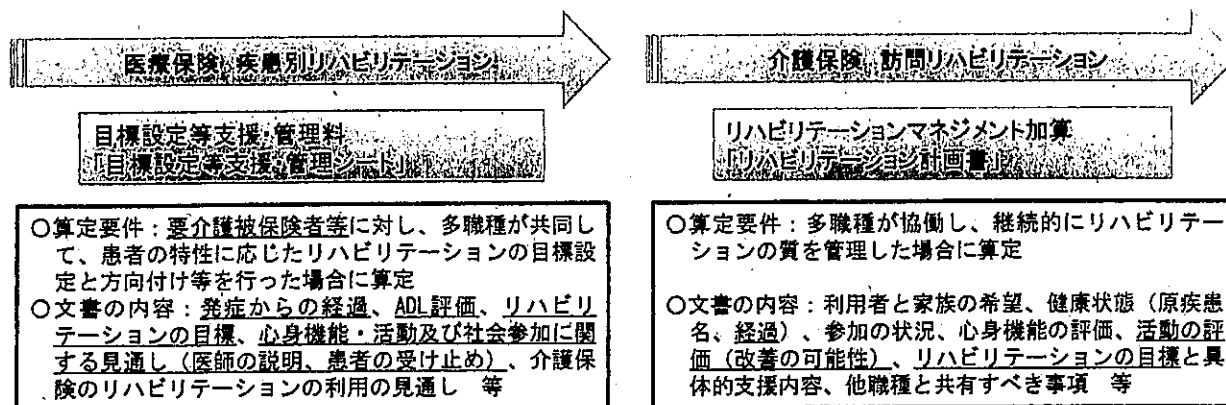 医療保険 疾患別リハビリテーション
目標設定等支援・管理料
「目標設定等支援・管理シート」
○算定要件：要介護被保険者等に対し、多職種が共同し
て、患者の特性に応じたリハビリテーションの目標設
定と方向付け等を行った場合に算定
○文書の内容：発症からの経過、ADL評価、リハビリ
テーションの目標、心身機能・活動及び社会参加に関
する見通し（医師の説明、患者の受け止め）、介護保
険のリハビリテーションの利用の見通し　等
介護保険 訪問リハビリテーション
リハビリテーションマネジメント加算
「リハビリテーション計画書」
○算定要件：多職種が協働し、継続的にリハビリテー
ションの質を管理した場合に算定
○文書の内容：利用者と家族の希望、健康状態（原疾患
名、経過）、参加の状況、心身機能の評価、活動の評
価（改善の可能性）、リハビリテーションの目標と具
体的支援内容、他職種と共有すべき事項　等